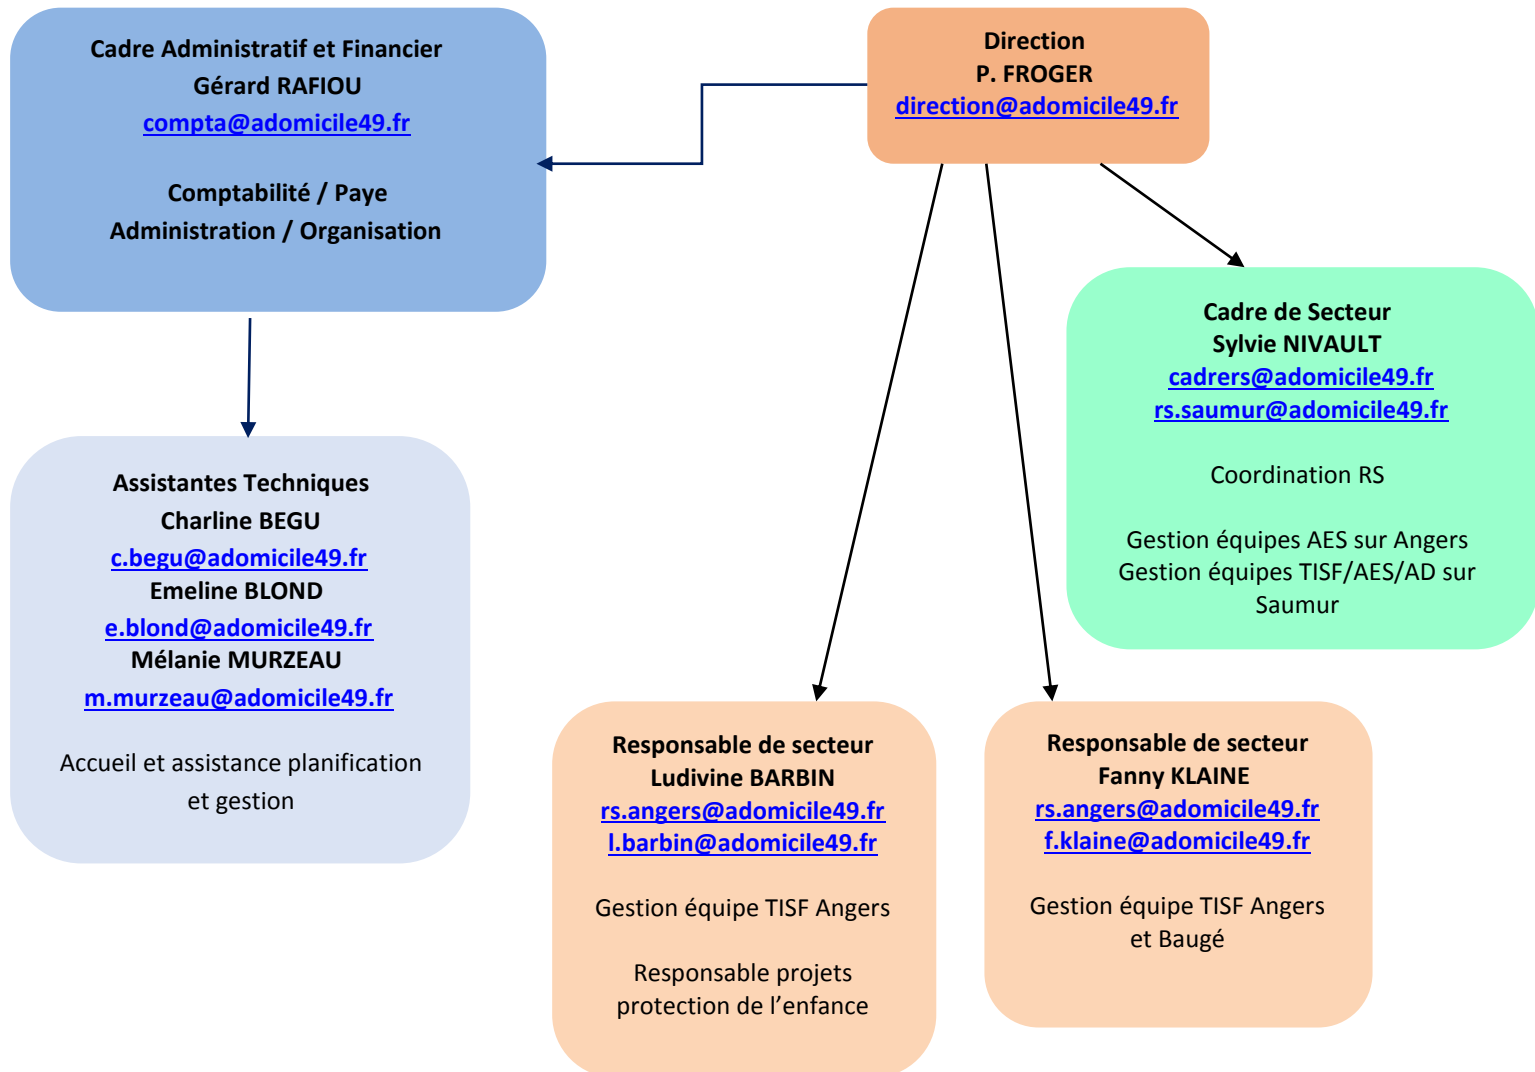 Cadre Administratif et Financier
Gérard RAFIOU
compta@adomicile49.fr
Comptabilité / Paye
Administration / Organisation
Direction
P. FROGER
direction@adomicile49.fr
Cadre de Secteur
Sylvie NIVAULT
cadrers@adomicile49.fr
rs.saumur@adomicile49.fr
Coordination RS
Gestion équipes AES sur Angers
Gestion équipes TISF/AES/AD sur
Saumur
Assistantes Techniques
Charline BEGU
c.begu@adomicile49.fr
Emeline BLOND
e.blond@adomicile49.fr
Mélanie MURZEAU
m.murzeau@adomicile49.fr
Accueil et assistance planification
et gestion
Responsable de secteur
Ludivine BARBIN
rs.angers@adomicile49.fr
l.barbin@adomicile49.fr
Gestion équipe TISF Angers
Responsable projets
protection de l’enfance
Responsable de secteur
Fanny KLAINE
rs.angers@adomicile49.fr
f.klaine@adomicile49.fr
Gestion équipe TISF Angers
et Baugé